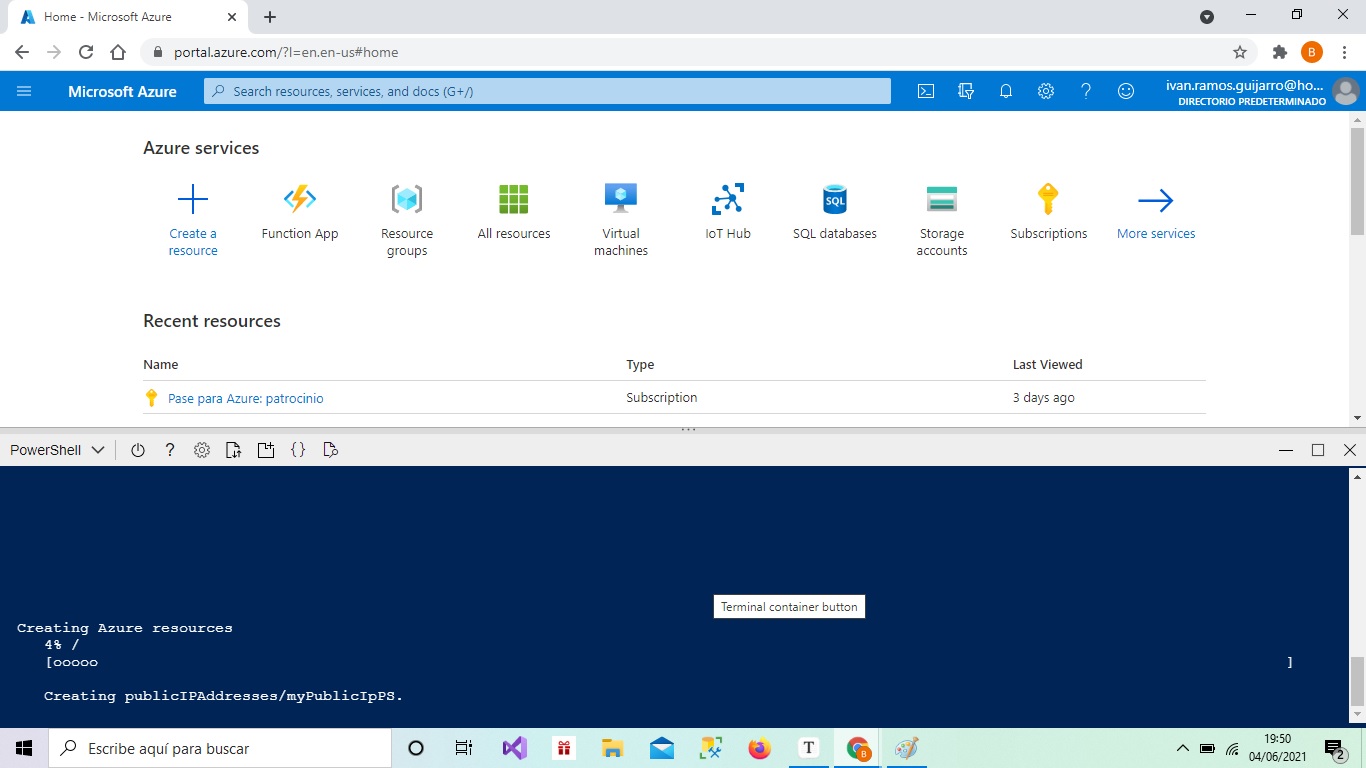 Home - Microsoft Azure
portal.azure.com/?l=en.en-us#home
B
Microsoft Azure
Search resources, services, and docs (G+/)
ivan.ramos.guijarro@ho...
DIRECTORIO PREDETERMINADO
Azure services
Create a resource
Function App
Resource groups
All resources
Virtual machines
IoT Hub
SQL
SQL databases
Storage accounts
Subscriptions
More services
Recent resources
Name Type Last Viewed
Pase para Azure: patrocinio Subscription 3 days ago
PowerShell
Terminal container button
Creating Azure resources
4% /
[ooooo ]
Creating publicIPAddresses/myPublicIpPS.
Escribe aquí para buscar
T
B
19:50
04/06/2021
2